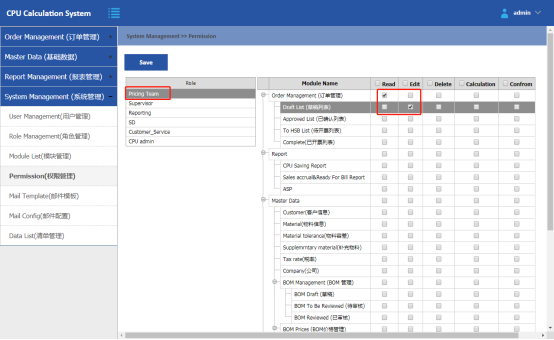 CPU Calculation System
admin
Order Management (订单管理)
Master Data (基础数据)
Report Management (报表管理)
System Management (系统管理)
User Management(用户管理)
Role Management(角色管理)
Module List(模块管理)
Permission(权限管理)
Mail Template(邮件模板)
Mail Config(邮件配置)
Data List(清单管理)
System Management >> Permission
Save
Role
Pricing Team
Supervisor
Reporting
SD
Customer_Service
CPU admin
Module Name Read Edit Delete Calculation Confrom
Order Management (订单管理)
Draft List (草稿列表)
Approved List (已确认列表)
To HSB List (待开票列表)
Complete(已开票列表)
Report
CPU Saving Report
Sales accrual&Ready For Bill Report
ASP
Master Data
Customer(客户信息)
Material(物料信息)
Material tolerance(物料容差)
Supplemmtary material(补充物料)
Tax rate(税率)
Company(公司)
BOM Management (BOM 管理)
BOM Draft (草稿)
BOM To Be Reviewed (待审核)
BOM Reviewed (已审核)
BOM Prices (BOM价格管理)